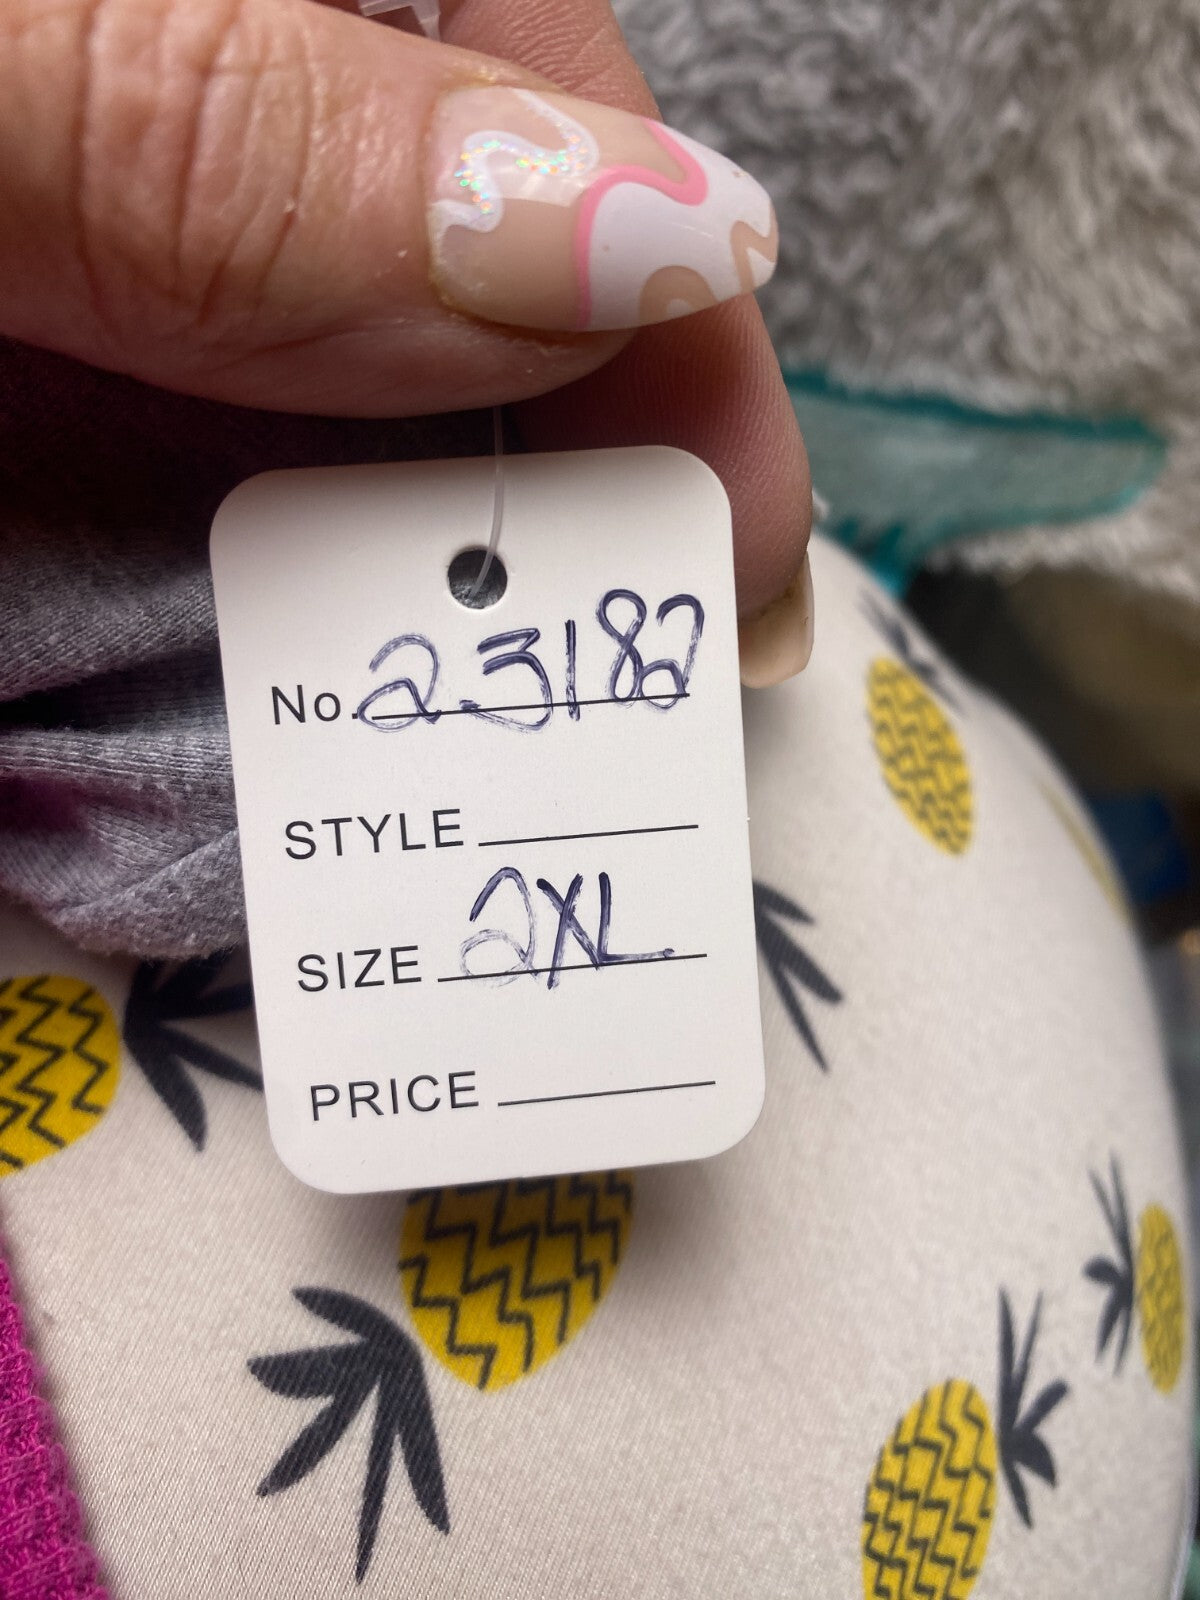 No. 23182
STYLE
SIZE 2XL
PRICE